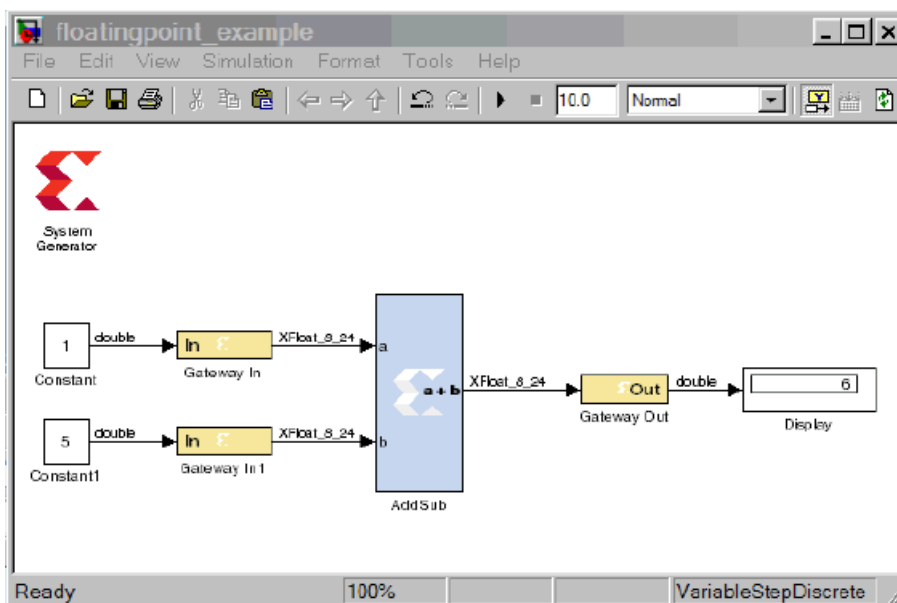 floatingpoint_example
File Edit View Simulation Format Tools Help
10.0 Normal
System
Generator
1 double In XFloat_8_24 a
Constant Gateway In
a + b XFloat_8_24 Out double 6
Gateway Out Display
5 double In XFloat_8_24 b
Constant1 Gateway In1
AddSub
Ready 100% VariableStepDiscrete